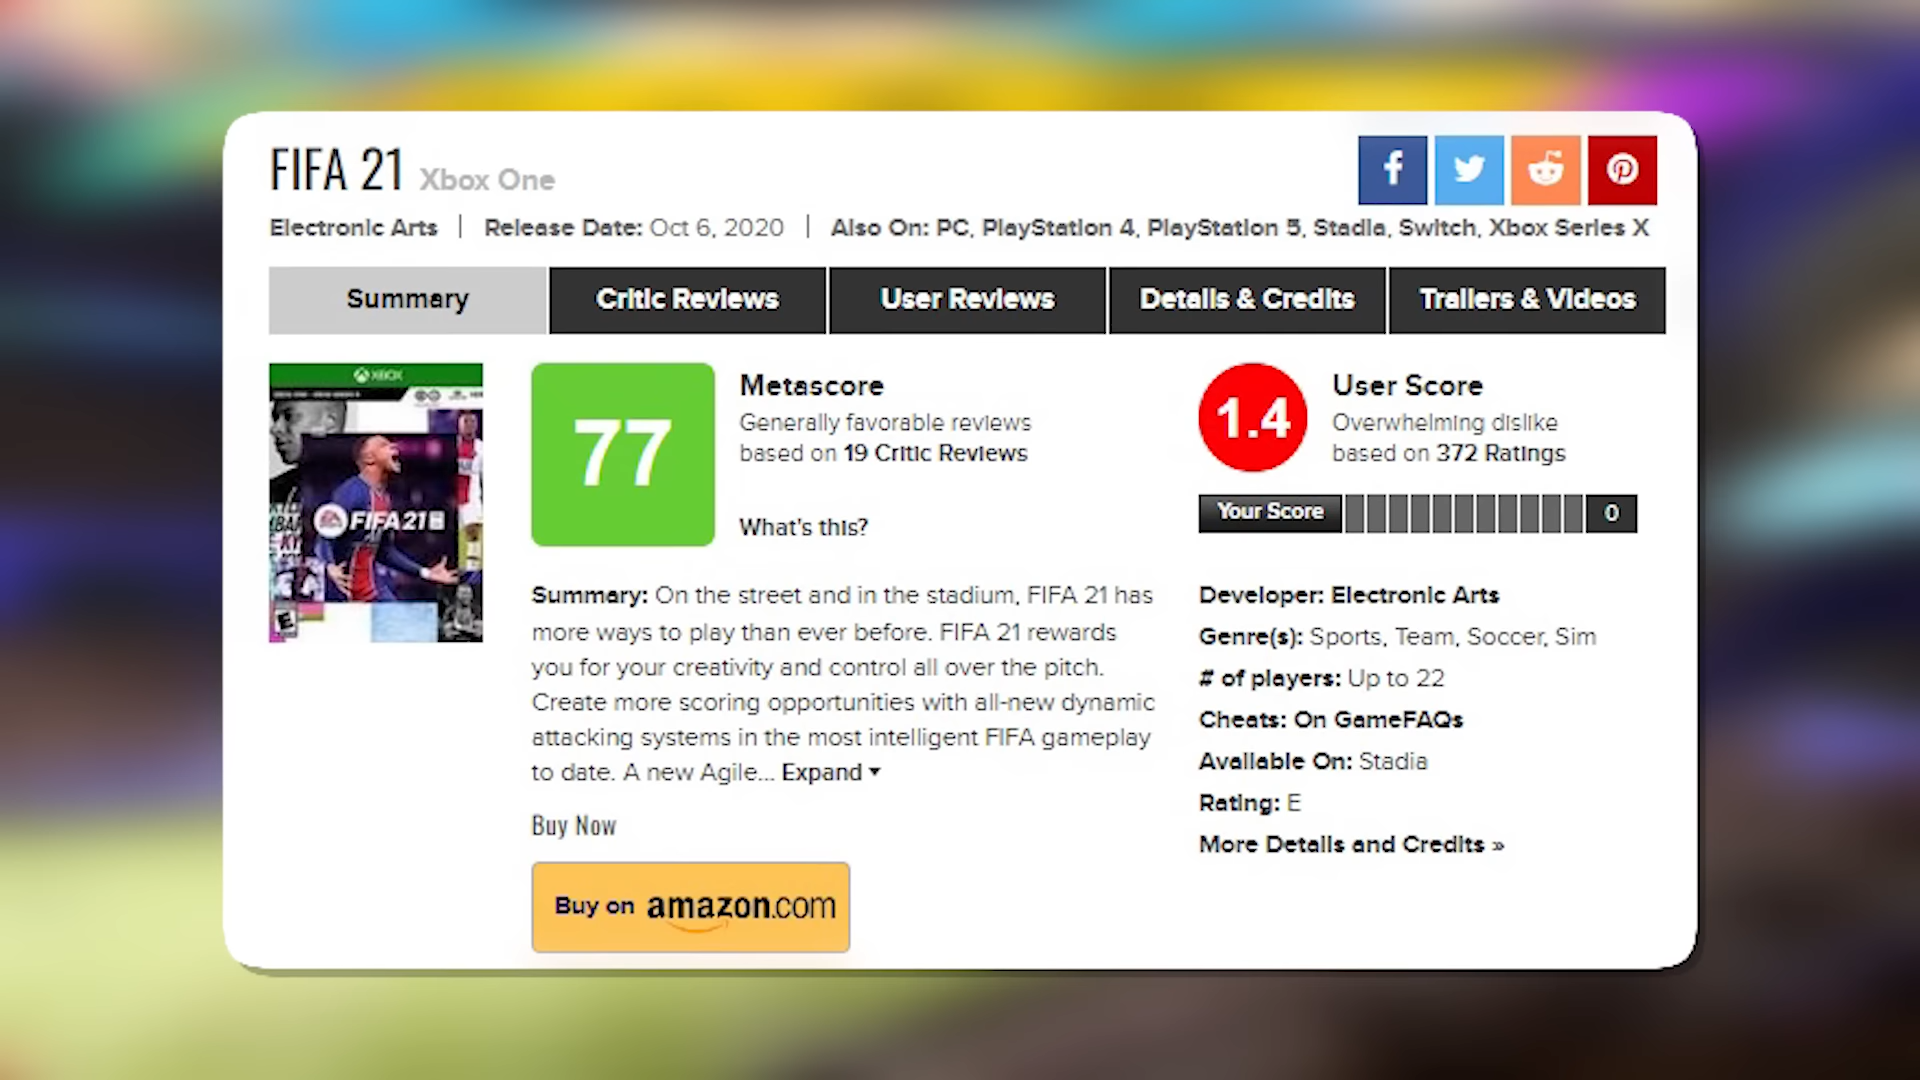 FIFA 21 Xbox One
Electronic Arts | Release Date: Oct 6, 2020 | Also On: PC, PlayStation 4, PlayStation 5, Stadia, Switch, Xbox Series X
Summary Critic Reviews User Reviews Details & Credits Trailers & Videos
XBOX
EA SPORTS FIFA 21
E
77
Metascore
Generally favorable reviews
based on 19 Critic Reviews
What's this?
1.4
User Score
Overwhelming dislike
based on 372 Ratings
Your Score 0
Summary: On the street and in the stadium, FIFA 21 has
more ways to play than ever before. FIFA 21 rewards
you for your creativity and control all over the pitch.
Create more scoring opportunities with all-new dynamic
attacking systems in the most intelligent FIFA gameplay
to date. A new Agile... Expand ▾
Buy Now
Buy on amazon.com
Developer: Electronic Arts
Genre(s): Sports, Team, Soccer, Sim
# of players: Up to 22
Cheats: On GameFAQs
Available On: Stadia
Rating: E
More Details and Credits »